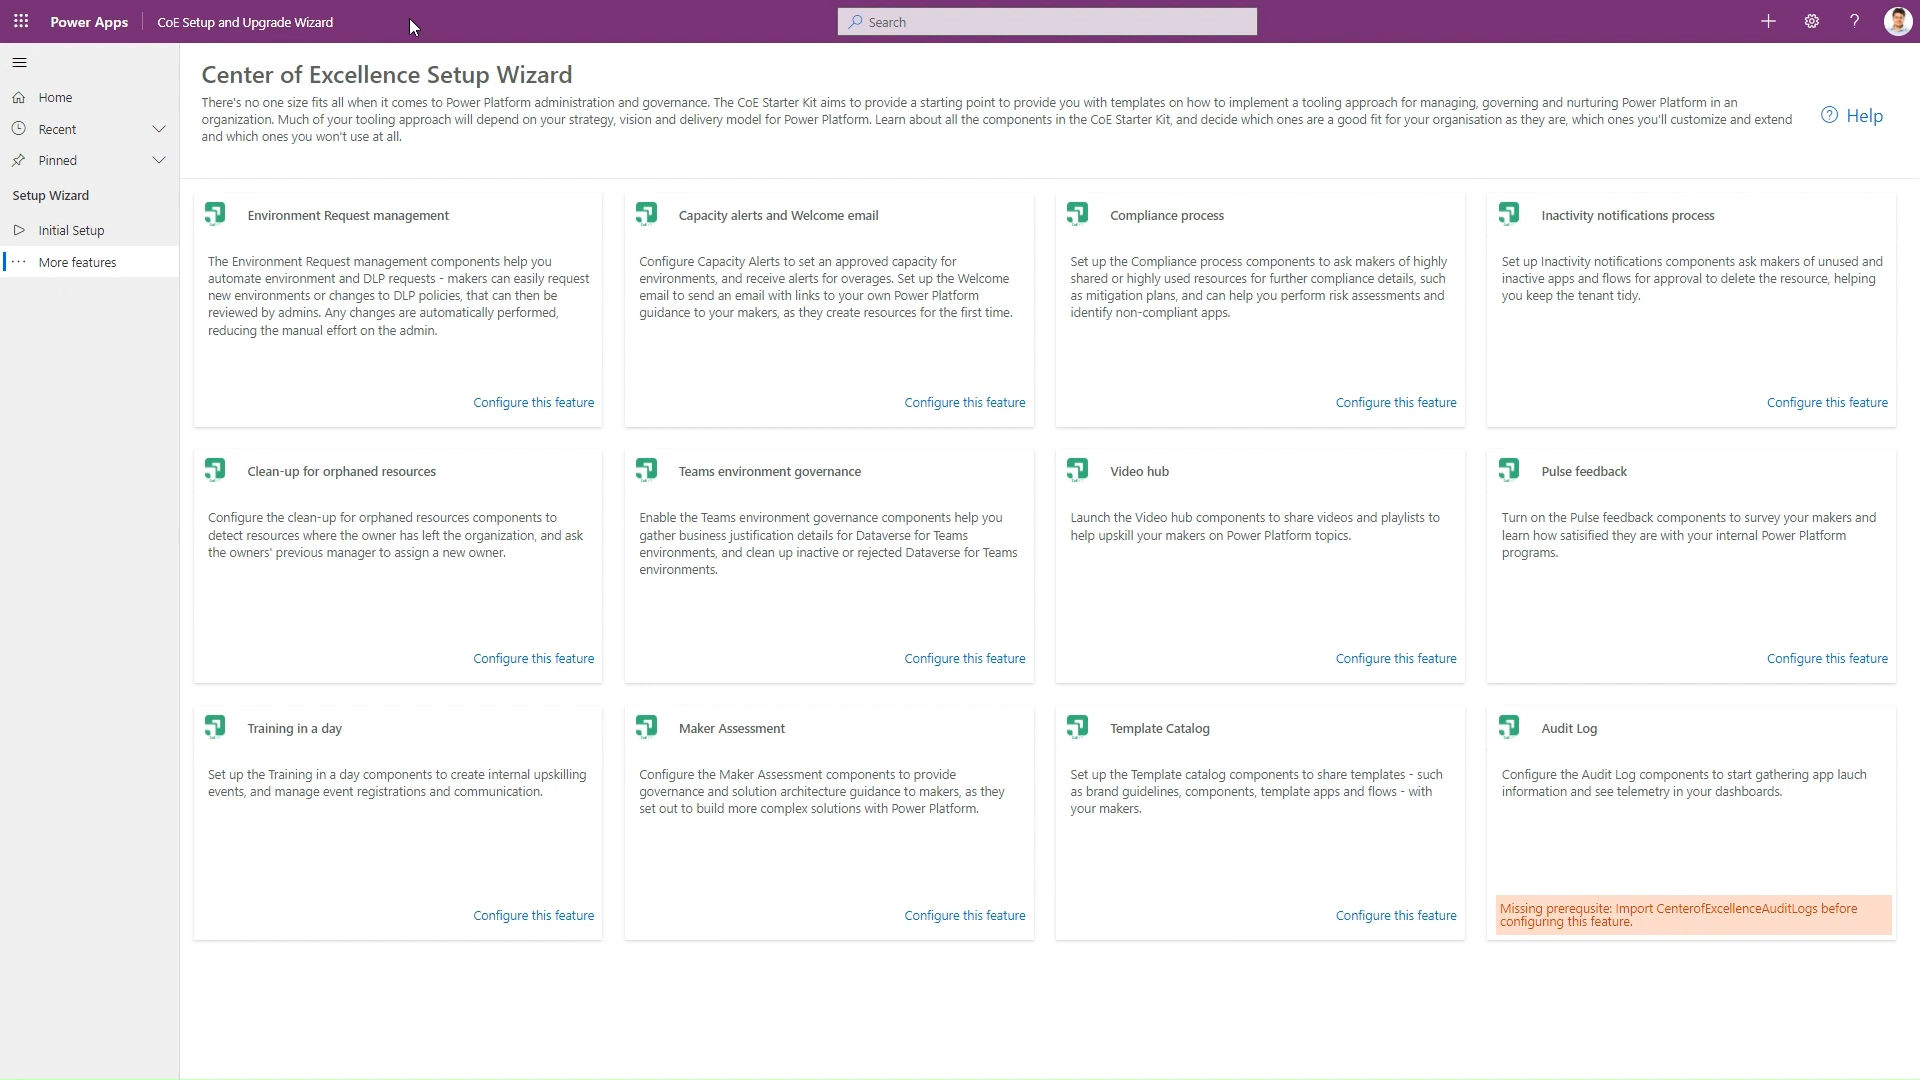 Power Apps
CoE Setup and Upgrade Wizard
Search
Home
Recent
Pinned
Setup Wizard
Initial Setup
More features
Center of Excellence Setup Wizard
There's no one size fits all when it comes to Power Platform administration and governance. The CoE Starter Kit aims to provide a starting point to provide you with templates on how to implement a tooling approach for managing, governing and nurturing Power Platform in an
organization. Much of your tooling approach will depend on your strategy, vision and delivery model for Power Platform. Learn about all the components in the CoE Starter Kit, and decide which ones are a good fit for your organisation as they are, which ones you'll customize and extend
and which ones you won't use at all.
Help
Environment Request management
The Environment Request management components help you
automate environment and DLP requests - makers can easily request
new environments or changes to DLP policies, that can then be
reviewed by admins. Any changes are automatically performed,
reducing the manual effort on the admin.
Configure this feature
Capacity alerts and Welcome email
Configure Capacity Alerts to set an approved capacity for
environments, and receive alerts for overages. Set up the Welcome
email to send an email with links to your own Power Platform
guidance to your makers, as they create resources for the first time.
Configure this feature
Compliance process
Set up the Compliance process components to ask makers of highly
shared or highly used resources for further compliance details, such
as mitigation plans, and can help you perform risk assessments and
identify non-compliant apps.
Configure this feature
Inactivity notifications process
Set up Inactivity notifications components ask makers of unused and
inactive apps and flows for approval to delete the resource, helping
you keep the tenant tidy.
Configure this feature
Clean-up for orphaned resources
Configure the clean-up for orphaned resources components to
detect resources where the owner has left the organization, and ask
the owners' previous manager to assign a new owner.
Configure this feature
Teams environment governance
Enable the Teams environment governance components help you
gather business justification details for Dataverse for Teams
environments, and clean up inactive or rejected Dataverse for Teams
environments.
Configure this feature
Video hub
Launch the Video hub components to share videos and playlists to
help upskill your makers on Power Platform topics.
Configure this feature
Pulse feedback
Turn on the Pulse feedback components to survey your makers and
learn how satisfied they are with your internal Power Platform
programs.
Configure this feature
Training in a day
Set up the Training in a day components to create internal upskilling
events, and manage event registrations and communication.
Configure this feature
Maker Assessment
Configure the Maker Assessment components to provide
governance and solution architecture guidance to makers, as they
set out to build more complex solutions with Power Platform.
Configure this feature
Template Catalog
Set up the Template catalog components to share templates - such
as brand guidelines, components, template apps and flows - with
your makers.
Configure this feature
Audit Log
Configure the Audit Log components to start gathering app lauch
information and see telemetry in your dashboards.
Missing prerequsite: Import CenterofExcellenceAuditLogs before
configuring this feature.